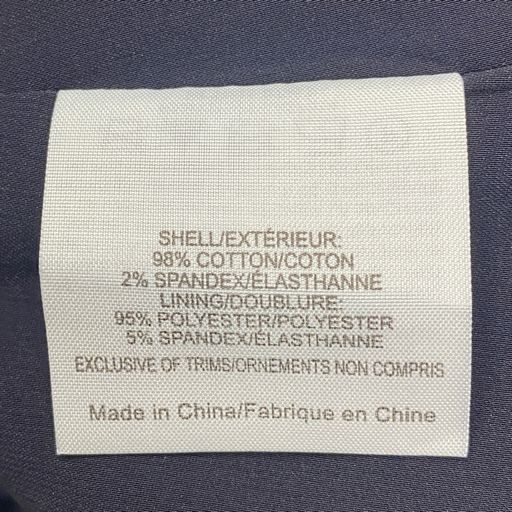 SHELL/EXTÉRIEUR:
98% COTTON/COTON
2% SPANDEX/ÉLASTHANNE
LINING/DOUBLURE:
95% POLYESTER/POLYESTER
5% SPANDEX/ÉLASTHANNE
EXCLUSIVE OF TRIMS/ORNEMENTS NON COMPRIS
Made in China/Fabrique en Chine